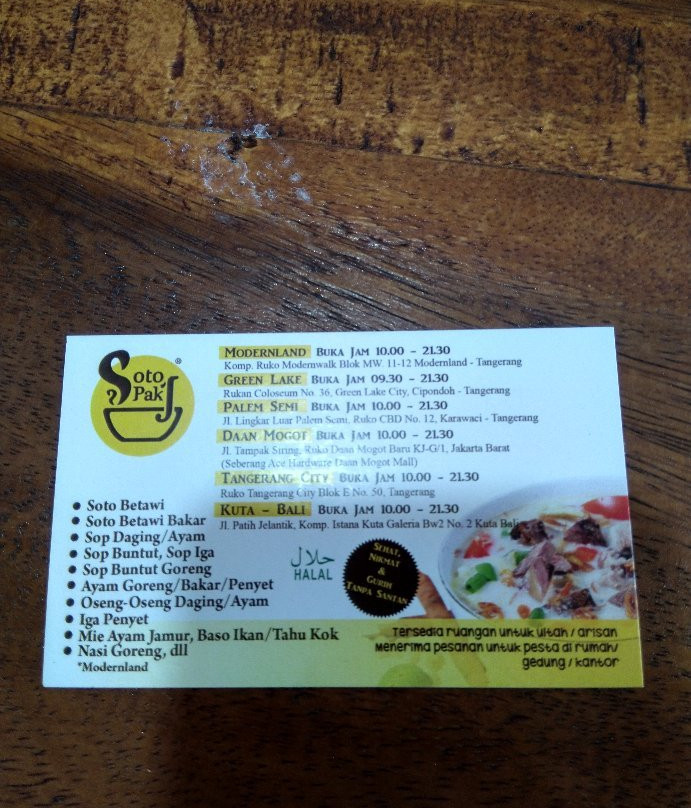 Soto
Pak J
®
MODERNLAND BUKA JAM 10.00 - 21.30
Komp. Ruko Modernwalk Blok MW 11-12 Modernland - Tangerang
GREEN LAKE BUKA JAM 09.30 - 21.30
Rukan Coloseum No. 36, Green Lake City, Cipondoh - Tangerang
PALEM SEMI BUKA JAM 10.00 - 21.30
Jl. Lingkar Luar Palem Semi, Ruko CBD No. 12, Karawaci - Tangerang
DAAN MOGOT BUKA JAM 10.00 - 21.30
Jl. Tampak Siring, Ruko Daan Mogot Baru KJ-G/1, Jakarta Barat
(Seberang Ace Hardware Daan Mogot Mall)
TANGERANG CITY BUKA JAM 10.00 - 21.30
Ruko Tangerang City Blok E No. 50, Tangerang
KUTA - BALI BUKA JAM 10.00 - 21.30
Jl. Patih Jelantik, Komp. Istana Kuta Galeria Bw2 No. 2 Kuta Bali
• Soto Betawi
• Soto Betawi Bakar
• Sop Daging/Ayam
• Sop Buntut, Sop Iga
• Sop Buntut Goreng
• Ayam Goreng/Bakar/Penyet
• Oseng-Oseng Daging/Ayam
• Iga Penyet
• Mie Ayam Jamur, Baso Ikan/Tahu Kok
• Nasi Goreng, dll
*Modernland
حلال
HALAL
SEHAT,
NIKMAT
&
GURIH
TANPA SANTAN
Tersedia ruangan untuk ultah / arisan
Menerima pesanan untuk pesta di rumah/
gedung / kantor